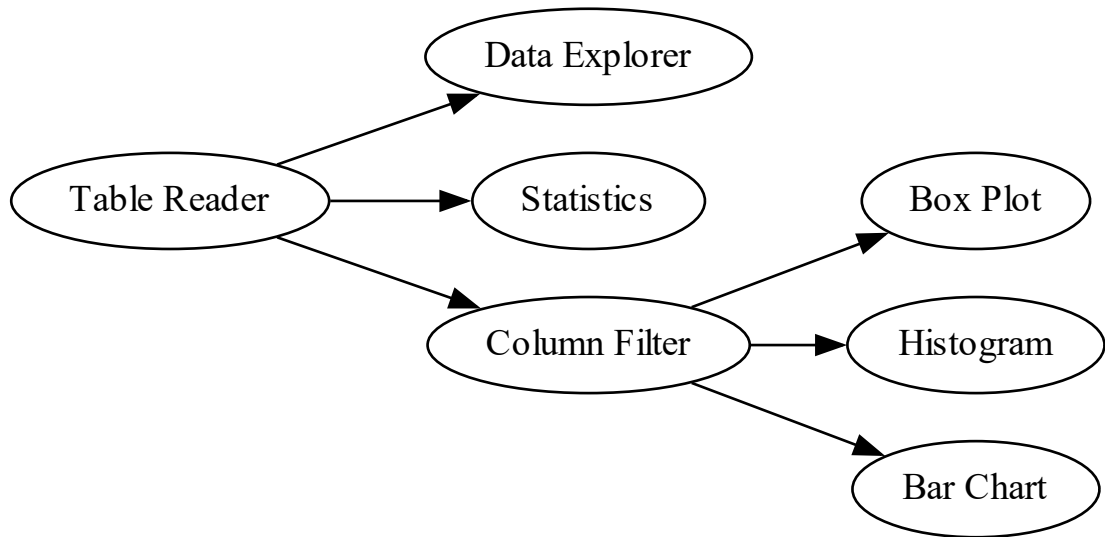 Data Explorer
Table Reader
Statistics
Box Plot
Column Filter
Histogram
Bar Chart